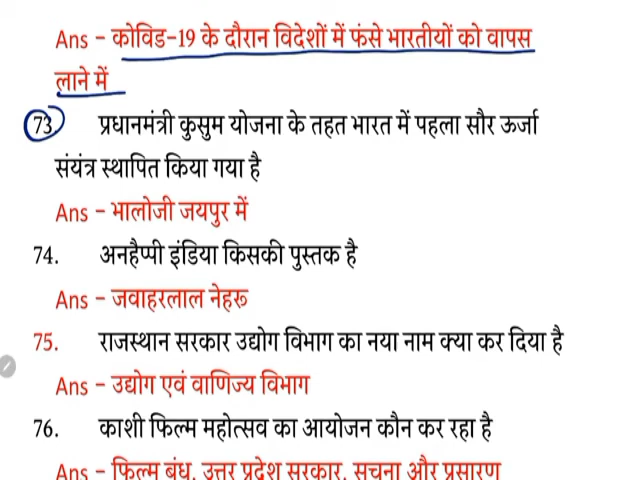 Ans – कोविड-19 के दौरान विदेशों में फंसे भारतीयों को वापस
लाने में
73 प्रधानमंत्री कुसुम योजना के तहत भारत में पहला सौर ऊर्जा
संयंत्र स्थापित किया गया है
Ans – भालोजी जयपुर में
74. अनहैप्पी इंडिया किसकी पुस्तक है
Ans – जवाहरलाल नेहरू
75. राजस्थान सरकार उद्योग विभाग का नया नाम क्या कर दिया है
Ans – उद्योग एवं वाणिज्य विभाग
76. काशी फिल्म महोत्सव का आयोजन कौन कर रहा है
Ans – फिल्म बंधु, उत्तर प्रदेश सरकार, सूचना और प्रसारण